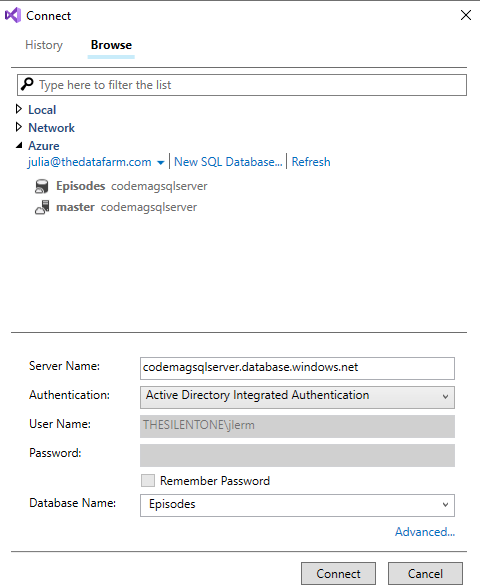 Connect
History Browse
Type here to filter the list
Local
Network
Azure
julia@thedatafarm.com New SQL Database... Refresh
Episodes codemagsqlserver
master codemagsqlserver
Server Name: codemagsqlserver.database.windows.net
Authentication: Active Directory Integrated Authentication
User Name: THESILENTONE\jlerm
Password:
Remember Password
Database Name: Episodes
Advanced...
Connect Cancel